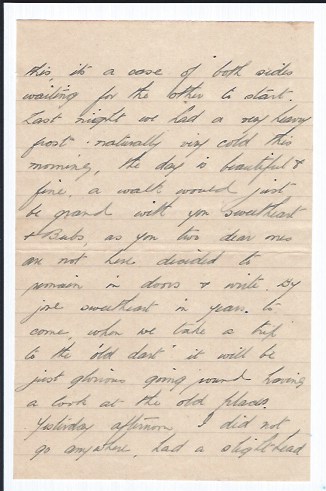 this, it's a case of both sides
waiting for the other to start.
Last night we had a very heavy
frost. naturally very cold this
morning, the day is beautiful &
fine, a walk would just
be grand with you sweetheart
& Bubs, as you two dear ones
are not here decided to
remain in doors & write. By
jove sweetheart in years to
come, when we take a trip
to the "old dart" it will be
just glorious going round having
a look at the old places.
Yesterday afternoon I did not
go anywhere, had a slight head